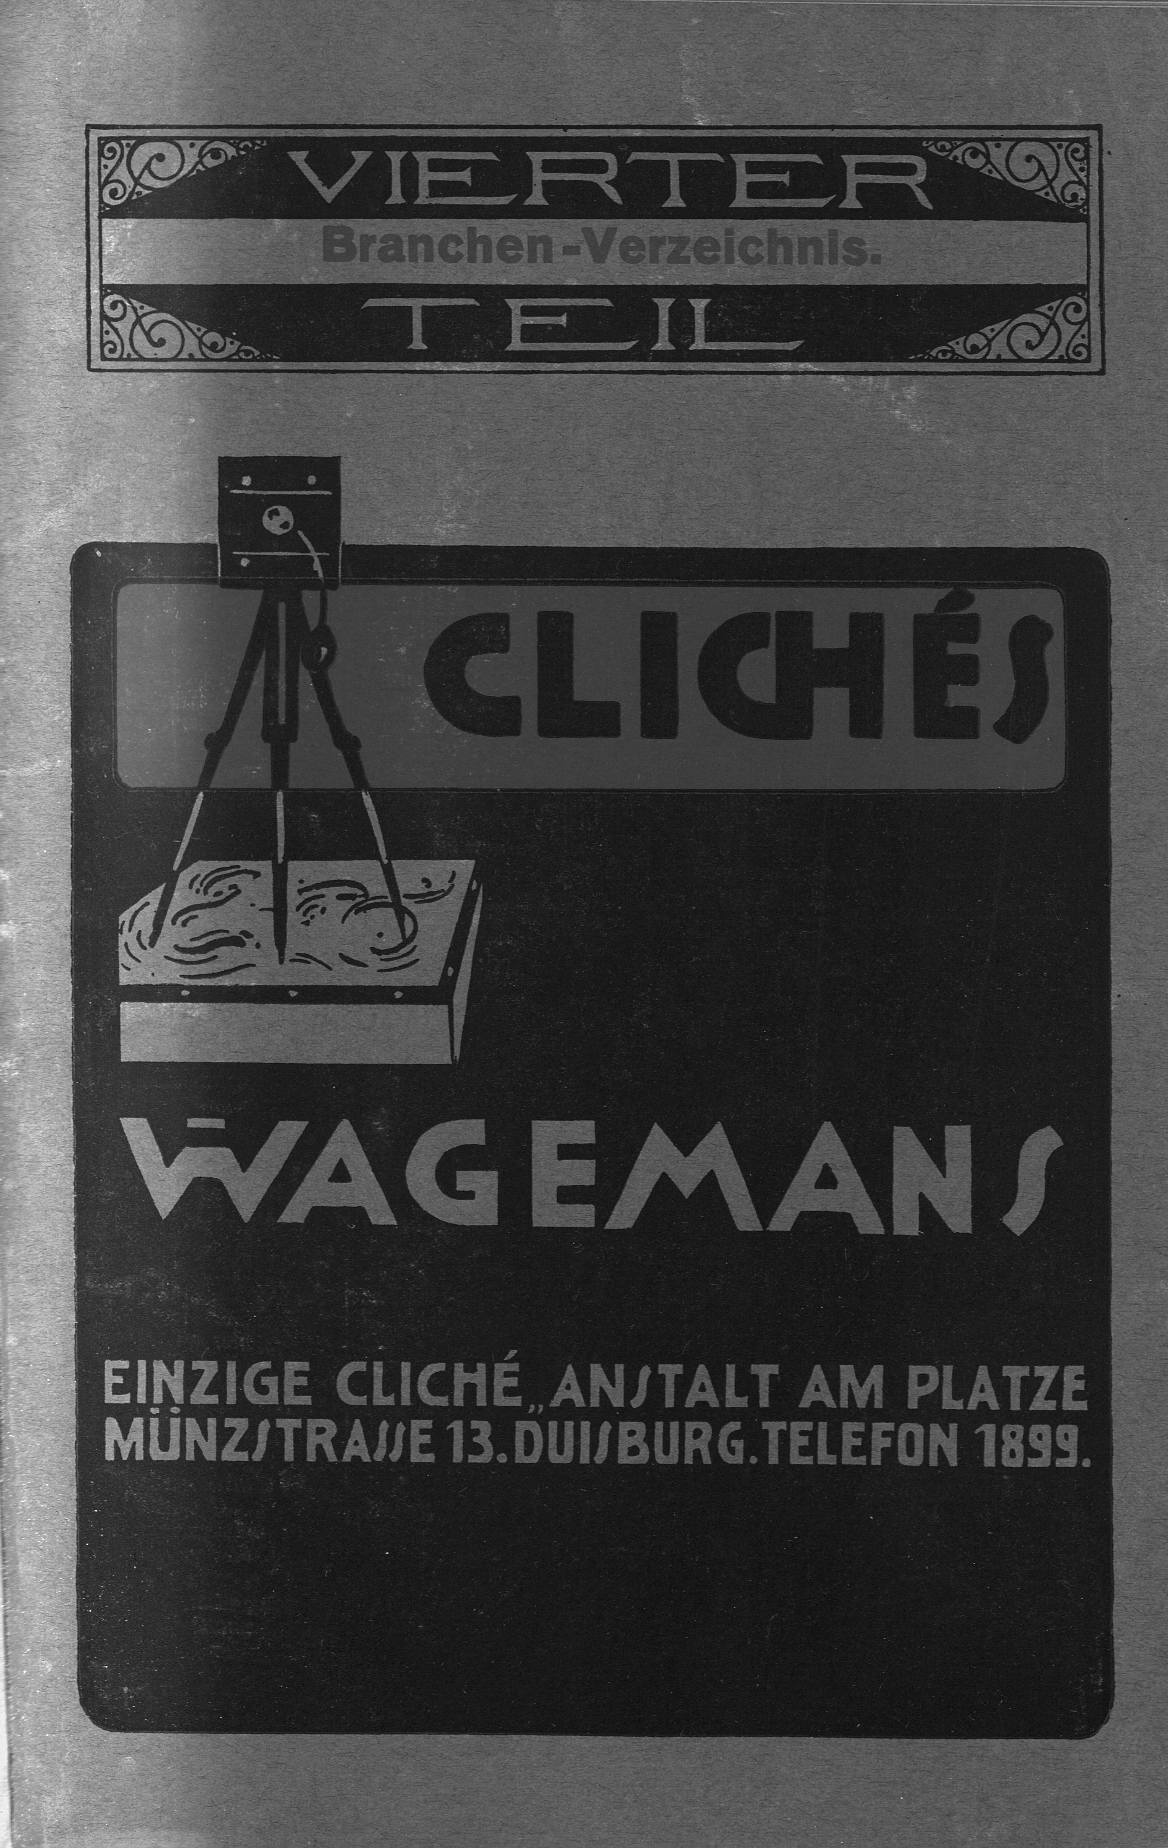 VIERTER
Branchen-Verzeichnis.
TEIL
CLICHÉS
WAGEMANS
EINZIGE CLICHÉ„ANSTALT AM PLATZE
MÜNZSTRASSE 13. DUISBURG. TELEFON 1899.